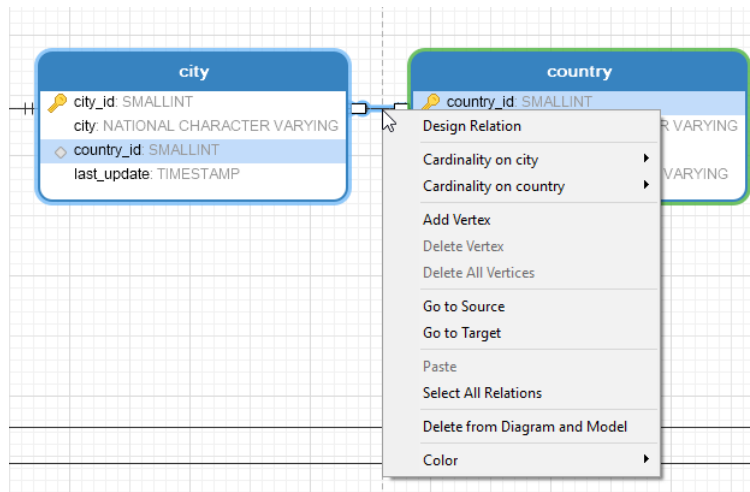 city
city_id: SMALLINT
city: NATIONAL CHARACTER VARYING
country_id: SMALLINT
last_update: TIMESTAMP
country
country_id: SMALLINT
R VARYING
VARYING
Design Relation
Cardinality on city
Cardinality on country
Add Vertex
Delete Vertex
Delete All Vertices
Go to Source
Go to Target
Paste
Select All Relations
Delete from Diagram and Model
Color